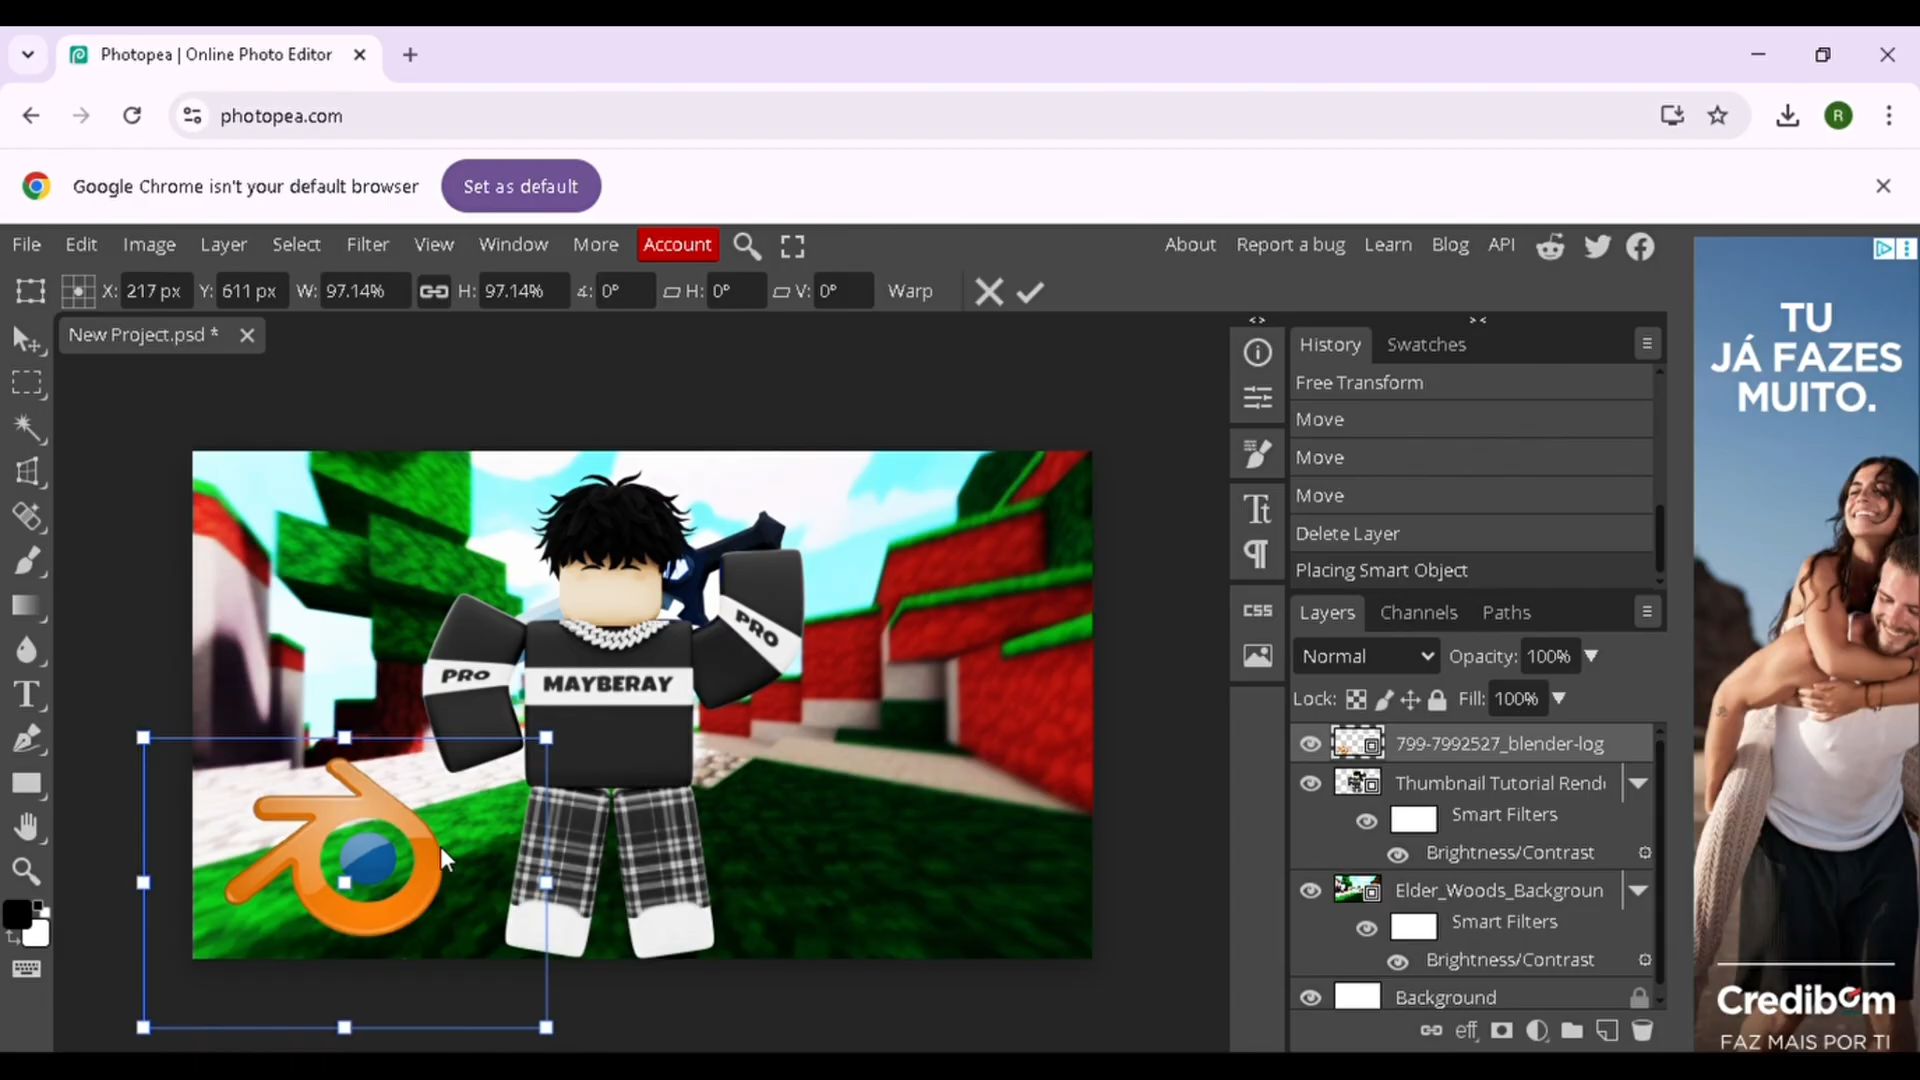 Photopea | Online Photo Editor
photopea.com
R
Google Chrome isn't your default browser
Set as default
File Edit Image Layer Select Filter View Window More Account
About Report a bug Learn Blog API
X: 217 px Y: 611 px W: 97.14% H: 97.14% ∡: 0° H: 0° V: 0° Warp
New Project.psd *
History Swatches
Free Transform
Move
Move
Move
Delete Layer
Placing Smart Object
CSS
Layers Channels Paths
Normal Opacity: 100%
Lock: Fill: 100%
799-7992527_blender-log
Thumbnail Tutorial Rend
Smart Filters
Brightness/Contrast
Elder_Woods_Backgroun
Smart Filters
Brightness/Contrast
Background
eff
PRO
PRO
MAYBERAY
TU
JÁ FAZES
MUITO.
Credibom
FAZ MAIS POR TI